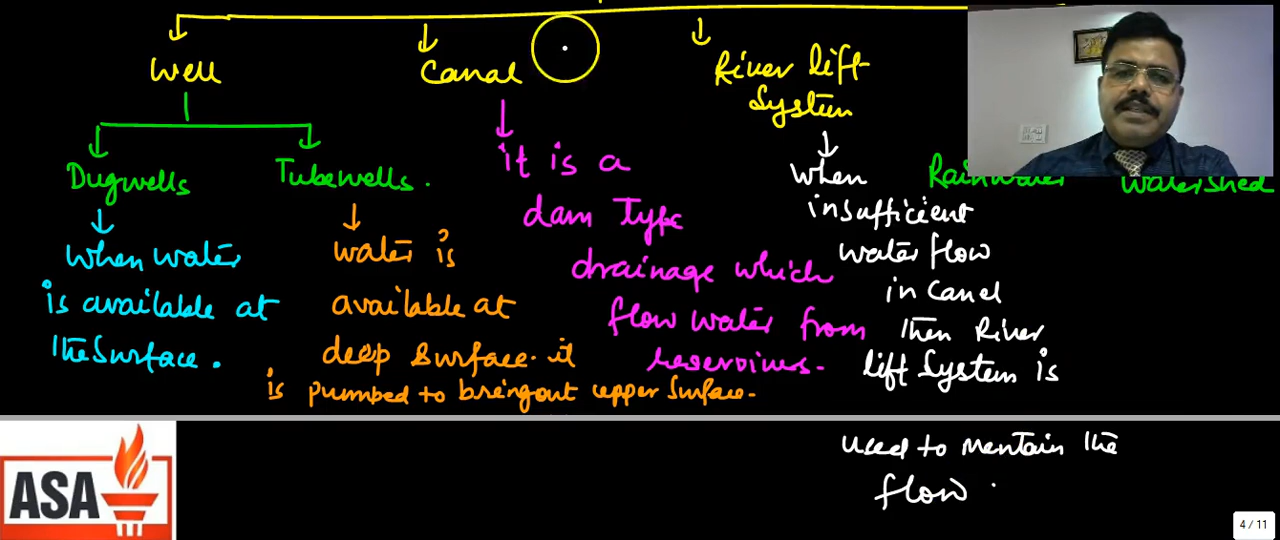 Well
Canal
River lift
System
Dugwells
Tubewells.
it is a
dam Type
drainage which
flow water from
reservoirs.
when
insufficient
water flow
in Canal
then River
lift System is
used to mentain the
flow.
Rainwater
Watershed
when water
is available at
the Surface.
water is
available at
deep surface. it
is pumped to bringout upper surface.
ASA
4 / 11